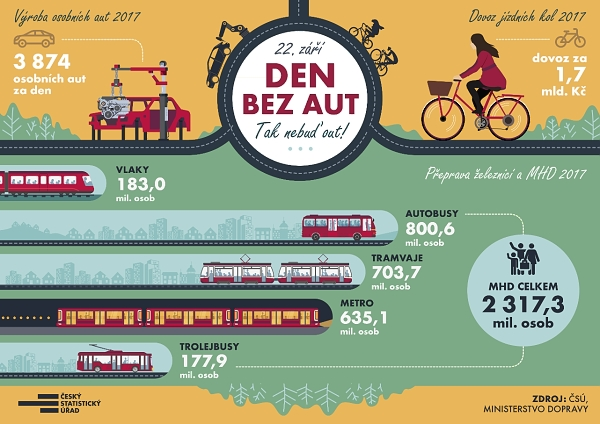 Výroba osobních aut 2017
3 874
osobních aut
za den
22. září
DEN
BEZ AUT
Tak nebuď out!
Dovoz jízdních kol 2017
dovoz za
1,7
mld. Kč
Přeprava železnicí a MHD 2017
VLAKY
183,0
mil. osob
AUTOBUSY
800,6
mil. osob
TRAMVAJE
703,7
mil. osob
METRO
635,1
mil. osob
TROLEJBUSY
177,9
mil. osob
MHD CELKEM
2 317,3
mil. osob
ČESKÝ
STATISTICKÝ
ÚŘAD
ZDROJ: ČSÚ,
MINISTERSTVO DOPRAVY